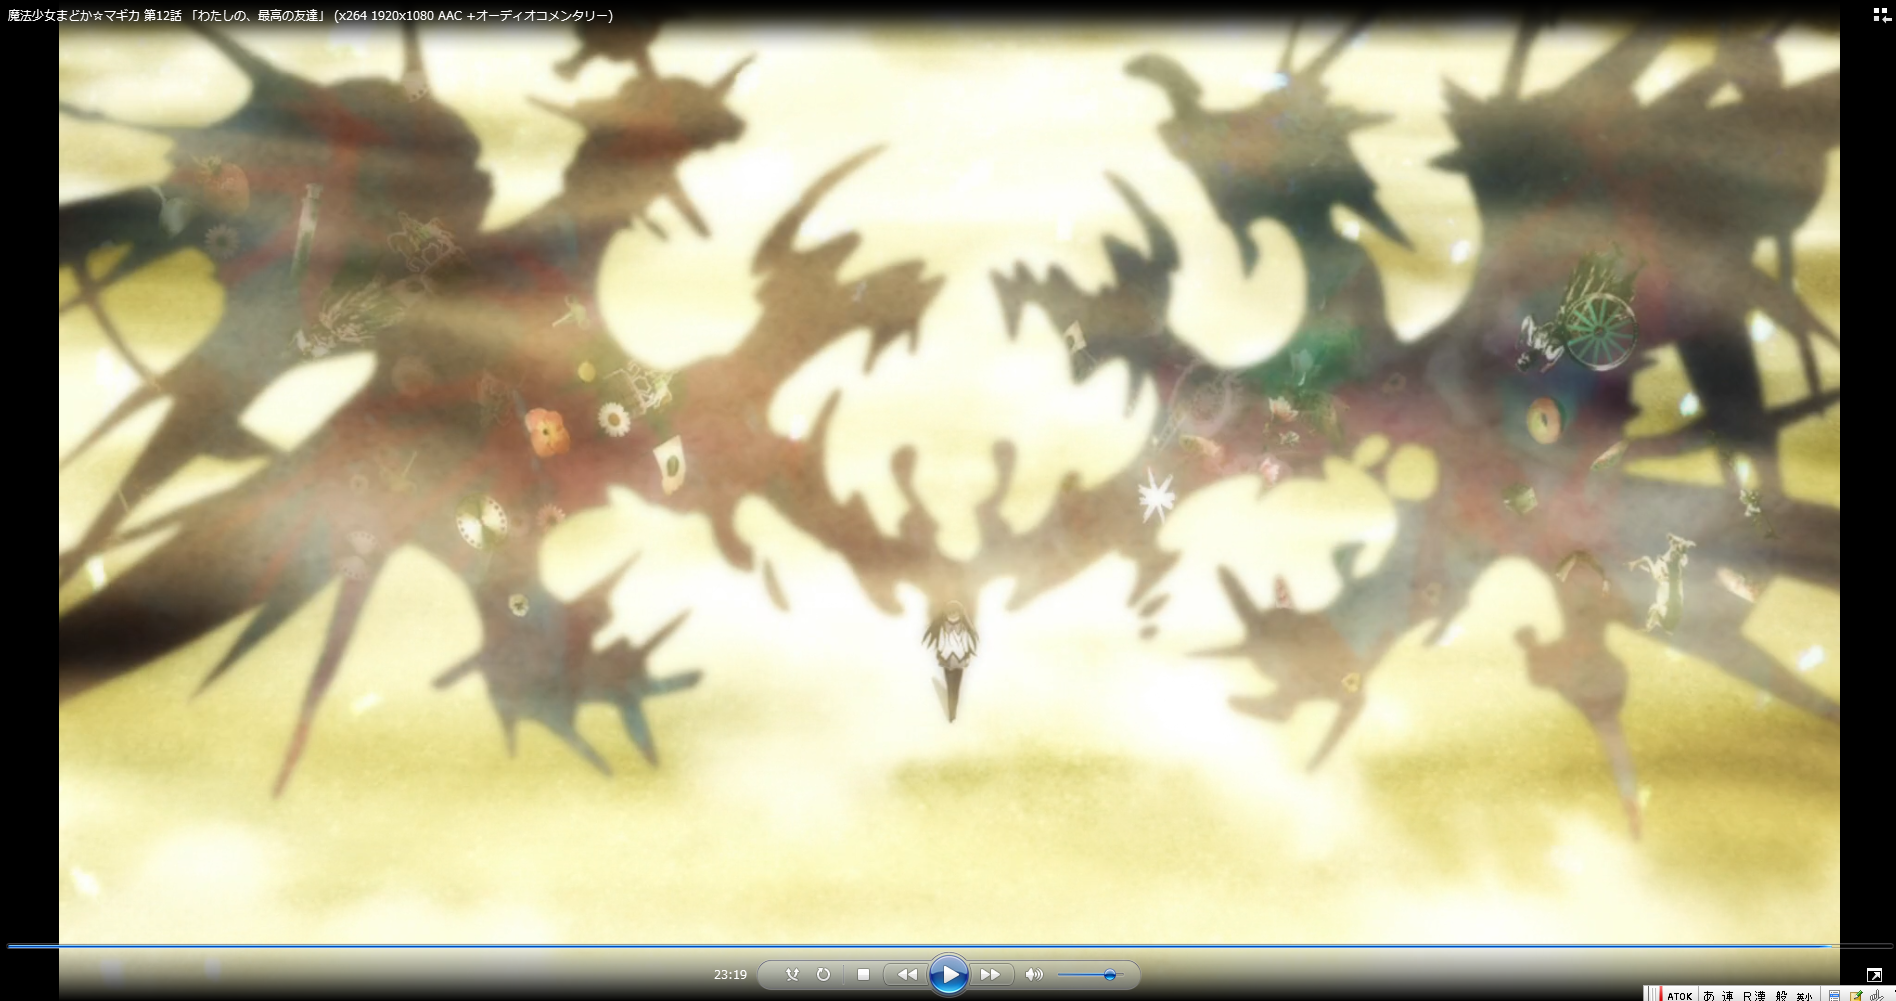 魔法少女まどか☆マギカ 第12話 「わたしの、最高の友達」 (x264 1920x1080 AAC +オーディオコメンタリー)
23:19
ATOK あ 連 R漢 般 英小